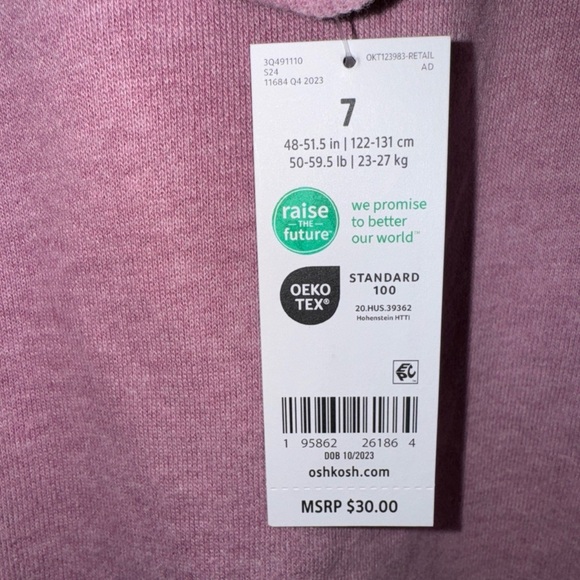 3Q491110
S24
11684 Q4 2023
OKT123983-RETAIL
AD
7
48-51.5 in | 122-131 cm
50-59.5 lb | 23-27 kg
raise
THE
future™
we promise
to better
our world™
OEKO
TEX®
STANDARD
100
20.HUS.39362
Hohenstein HTTI
1 95862 26186 4
DOB 10/2023
oshkosh.com
MSRP $30.00